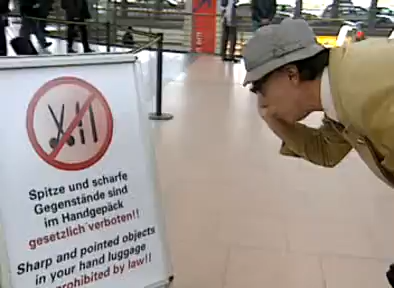 Spitze und scharfe
Gegenstände sind
im Handgepäck
gesetzlich verboten!!
Sharp and pointed objects
in your hand luggage
prohibited by law!!